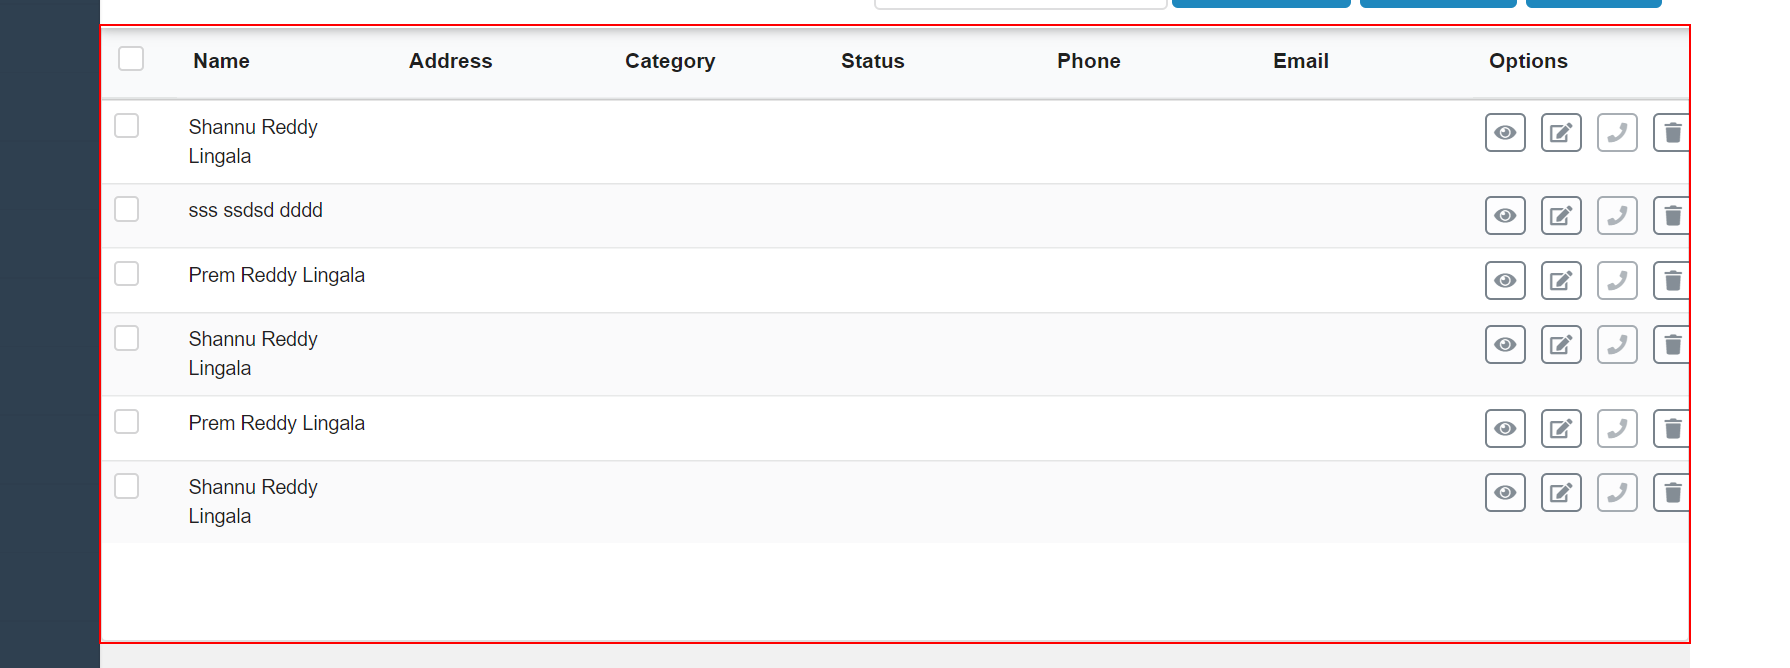 Name Address Category Status Phone Email Options
Shannu Reddy
Lingala
sss ssdsd dddd
Prem Reddy Lingala
Shannu Reddy
Lingala
Prem Reddy Lingala
Shannu Reddy
Lingala